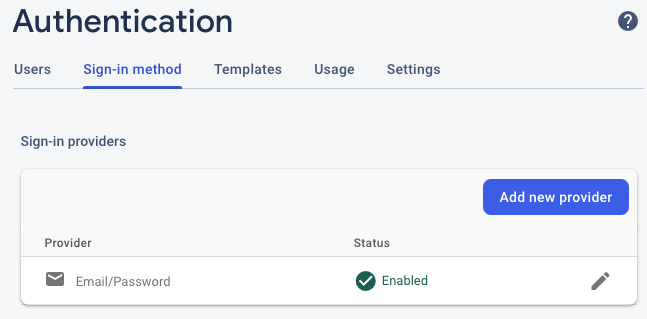 Authentication
?
Users Sign-in method Templates Usage Settings
Sign-in providers
Add new provider
Provider Status
Email/Password Enabled